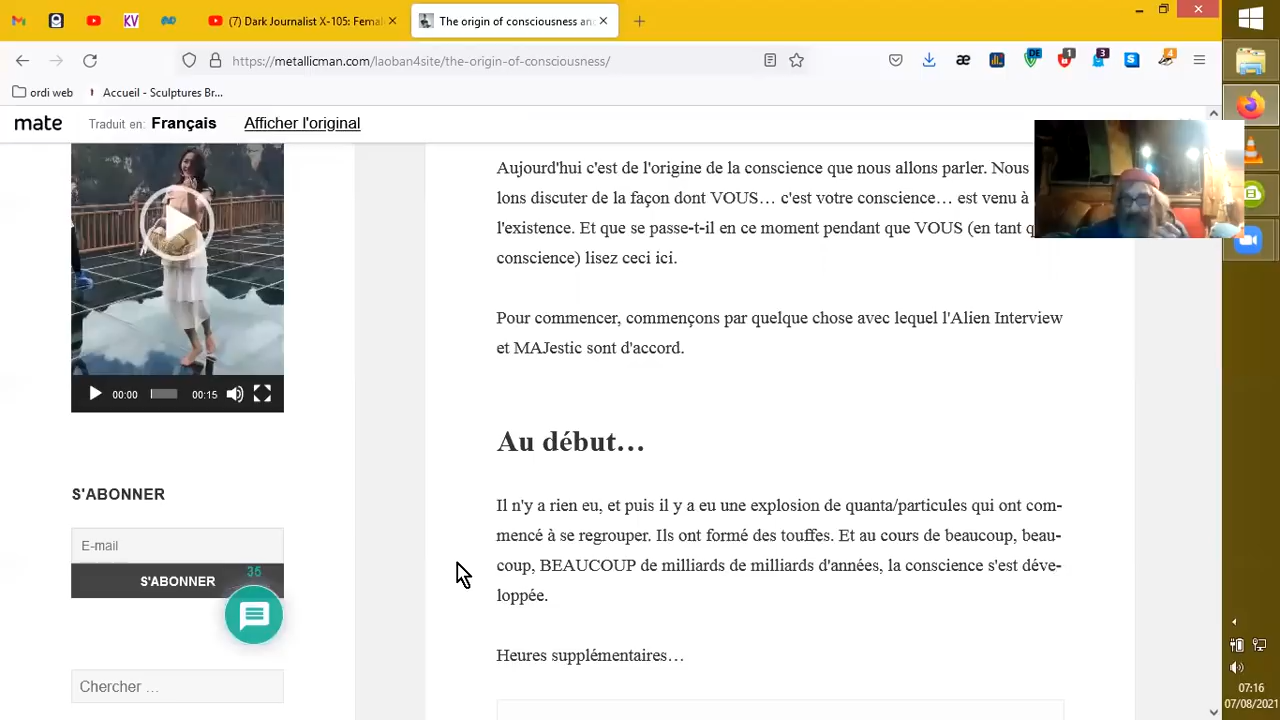 KV
(7) Dark Journalist X-105: Femal
The origin of consciousness and
https://metallicman.com/laoban4site/the-origin-of-consciousness/
DE
1
3
4
ordi web
Accueil - Sculptures Br...
mate
Traduit en: Français
Afficher l'original
Aujourd'hui c'est de l'origine de la conscience que nous allons parler. Nous
lons discuter de la façon dont VOUS… c'est votre conscience… est venu à
l'existence. Et que se passe-t-il en ce moment pendant que VOUS (en tant q
conscience) lisez ceci ici.
Pour commencer, commençons par quelque chose avec lequel l'Alien Interview
et MAJestic sont d'accord.
00:00
00:15
Au début…
S'ABONNER
Il n'y a rien eu, et puis il y a eu une explosion de quanta/particules qui ont com-
mencé à se regrouper. Ils ont formé des touffes. Et au cours de beaucoup, beau-
coup, BEAUCOUP de milliards de milliards d'années, la conscience s'est déve-
loppée.
E-mail
S'ABONNER
35
Heures supplémentaires…
Chercher …
07:16
07/08/2021